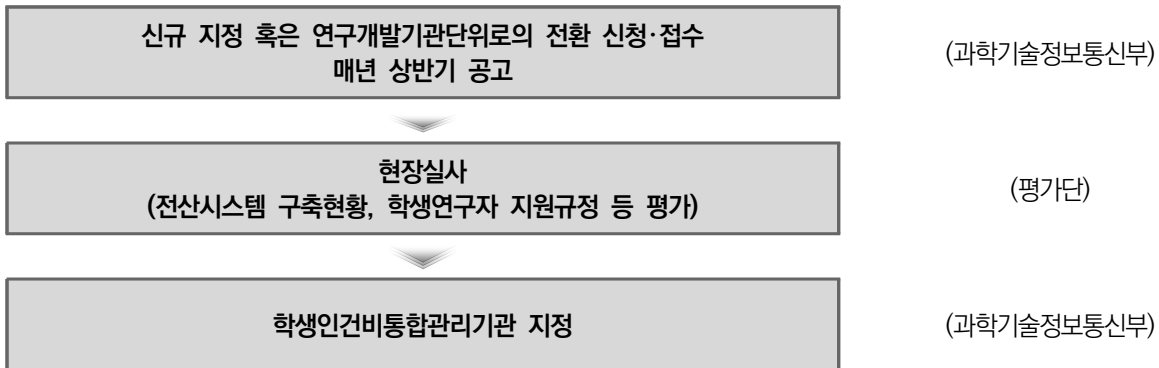 신규 지정 혹은 연구개발기관단위로의 전환 신청·접수
매년 상반기 공고
(과학기술정보통신부)
현장실사
(전산시스템 구축현황, 학생연구자 지원규정 등 평가)
(평가단)
학생인건비통합관리기관 지정
(과학기술정보통신부)